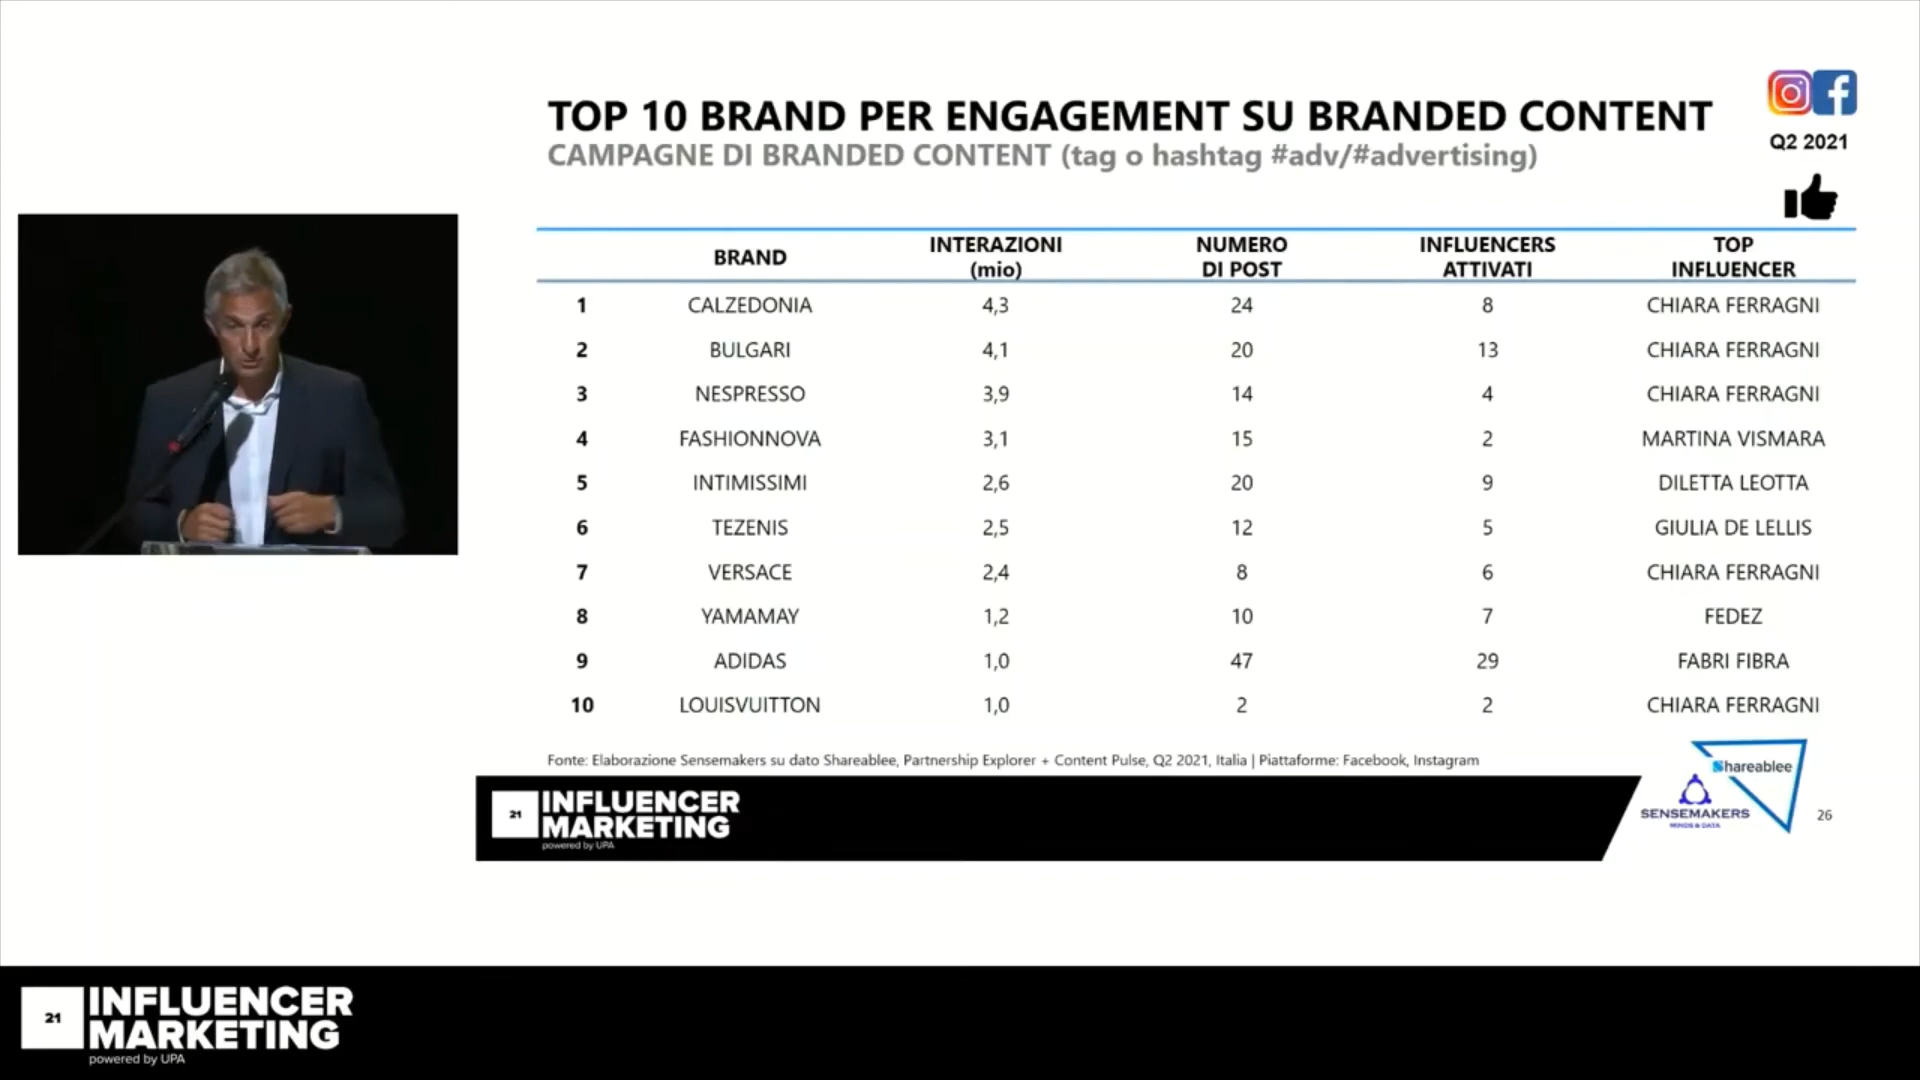 TOP 10 BRAND PER ENGAGEMENT SU BRANDED CONTENT
CAMPAGNE DI BRANDED CONTENT (tag o hashtag #adv/#advertising)
Q2 2021
BRAND INTERAZIONI (mio) NUMERO DI POST INFLUENCERS ATTIVATI TOP INFLUENCER
1 CALZEDONIA 4,3 24 8 CHIARA FERRAGNI
2 BULGARI 4,1 20 13 CHIARA FERRAGNI
3 NESPRESSO 3,9 14 4 CHIARA FERRAGNI
4 FASHIONNOVA 3,1 15 2 MARTINA VISMARA
5 INTIMISSIMI 2,6 20 9 DILETTA LEOTTA
6 TEZENIS 2,5 12 5 GIULIA DE LELLIS
7 VERSACE 2,4 8 6 CHIARA FERRAGNI
8 YAMAMAY 1,2 10 7 FEDEZ
9 ADIDAS 1,0 47 29 FABRI FIBRA
10 LOUISVUITTON 1,0 2 2 CHIARA FERRAGNI
Fonte: Elaborazione Sensemakers su dato Shareablee, Partnership Explorer + Content Pulse, Q2 2021, Italia | Piattaforme: Facebook, Instagram
Shareablee
SENSEMAKERS
MINDS & DATA
26
21
INFLUENCER
MARKETING
powered by UPA
21
INFLUENCER
MARKETING
powered by UPA